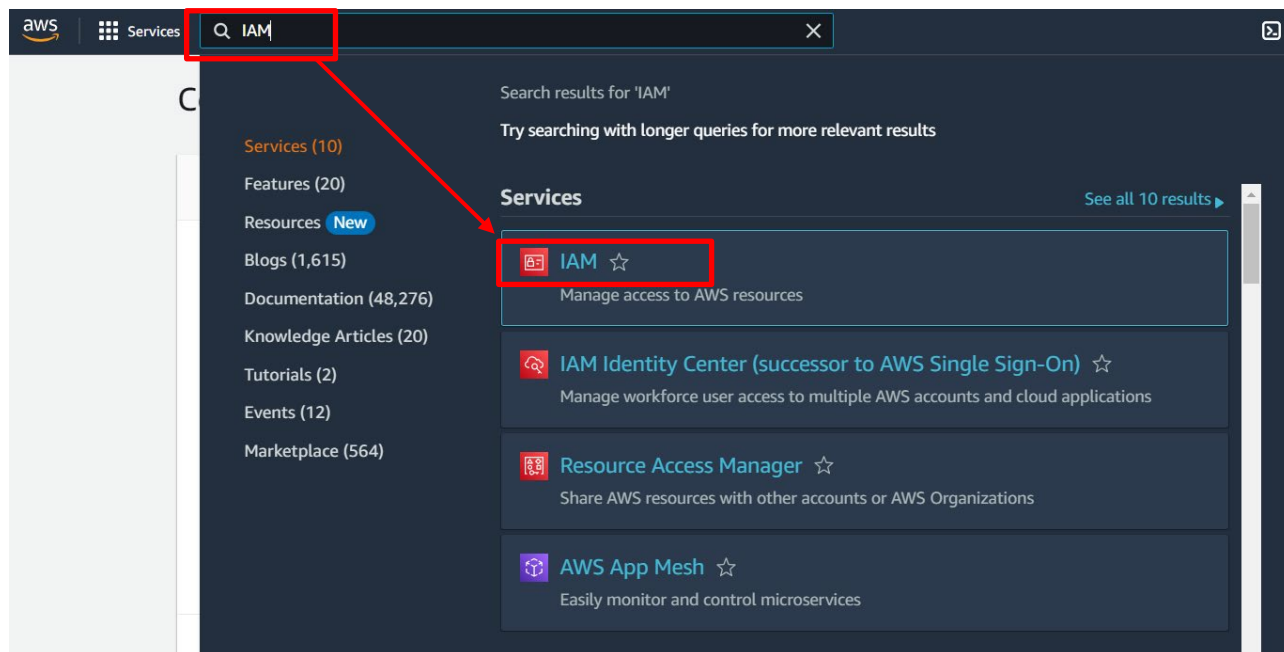 aws
Services
IAM
C
Search results for 'IAM'
Try searching with longer queries for more relevant results
Services (10)
Features (20)
Resources New
Blogs (1,615)
Documentation (48,276)
Knowledge Articles (20)
Tutorials (2)
Events (12)
Marketplace (564)
Services
See all 10 results
IAM
Manage access to AWS resources
IAM Identity Center (successor to AWS Single Sign-On)
Manage workforce user access to multiple AWS accounts and cloud applications
Resource Access Manager
Share AWS resources with other accounts or AWS Organizations
AWS App Mesh
Easily monitor and control microservices